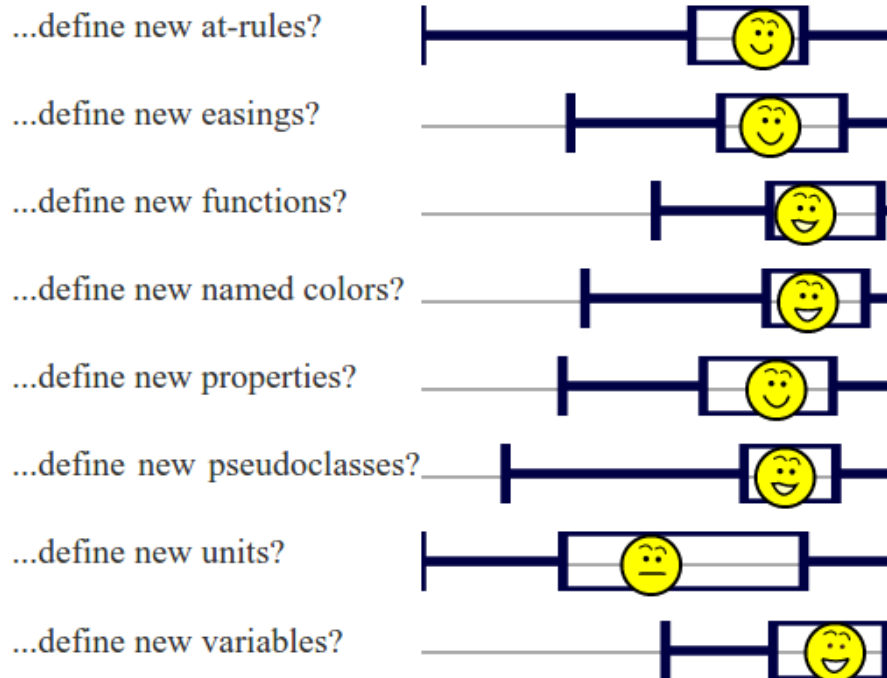 ...define new at-rules?
...define new easings?
...define new functions?
...define new named colors?
...define new properties?
...define new pseudoclasses?
...define new units?
...define new variables?